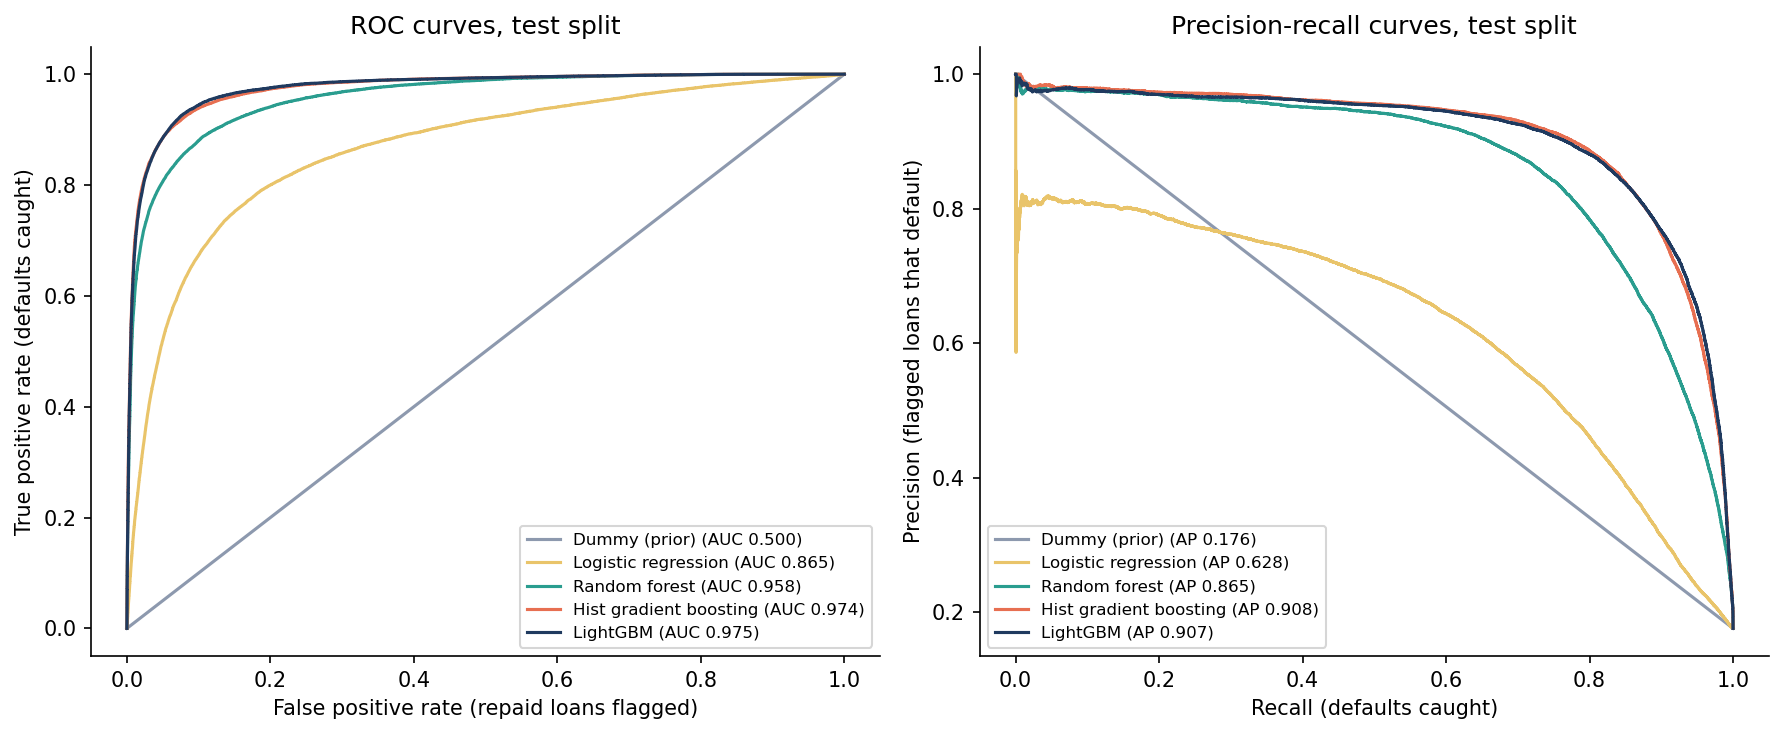 ROC curves, test split
True positive rate (defaults caught)
1.0
0.8
0.6
0.4
0.2
0.0
Dummy (prior) (AUC 0.500)
Logistic regression (AUC 0.865)
Random forest (AUC 0.958)
Hist gradient boosting (AUC 0.974)
LightGBM (AUC 0.975)
0.0 0.2 0.4 0.6 0.8 1.0
False positive rate (repaid loans flagged)
Precision-recall curves, test split
Precision (flagged loans that default)
1.0
0.8
0.6
0.4
0.2
Dummy (prior) (AP 0.176)
Logistic regression (AP 0.628)
Random forest (AP 0.865)
Hist gradient boosting (AP 0.908)
LightGBM (AP 0.907)
0.0 0.2 0.4 0.6 0.8 1.0
Recall (defaults caught)